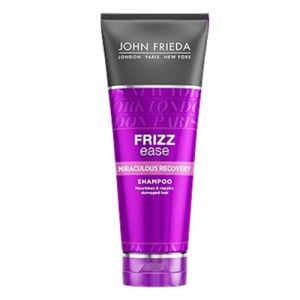 JOHN FRIEDA
LONDON PARIS NEW YORK
FRIZZ
ease
MIRACULOUS RECOVERY
SHAMPOO
Nourishes & repairs
damaged hair